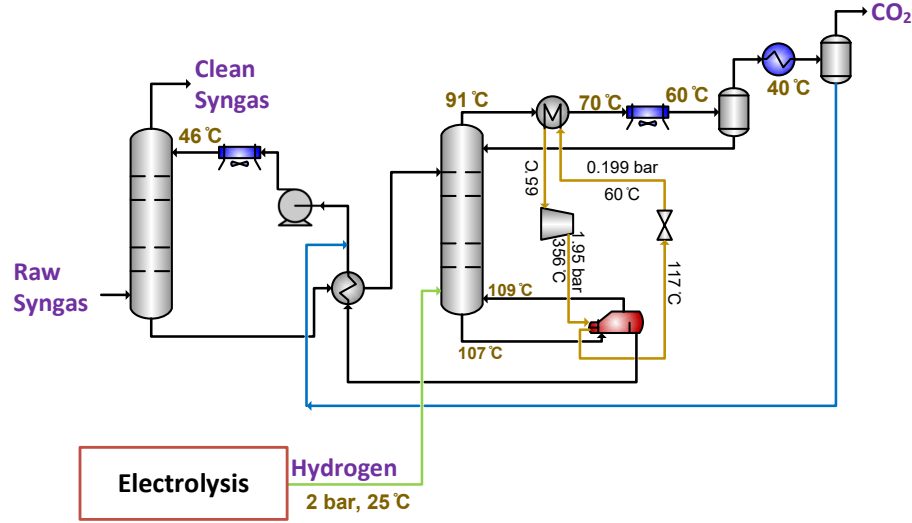 CO₂
Clean
Syngas
40 ℃
91 ℃
70 ℃
60 ℃
46 ℃
0.199 bar
60 ℃
65 ℃
1.95 bar
356 ℃
117 ℃
Raw
Syngas
109 ℃
107 ℃
Electrolysis
Hydrogen
2 bar, 25 ℃